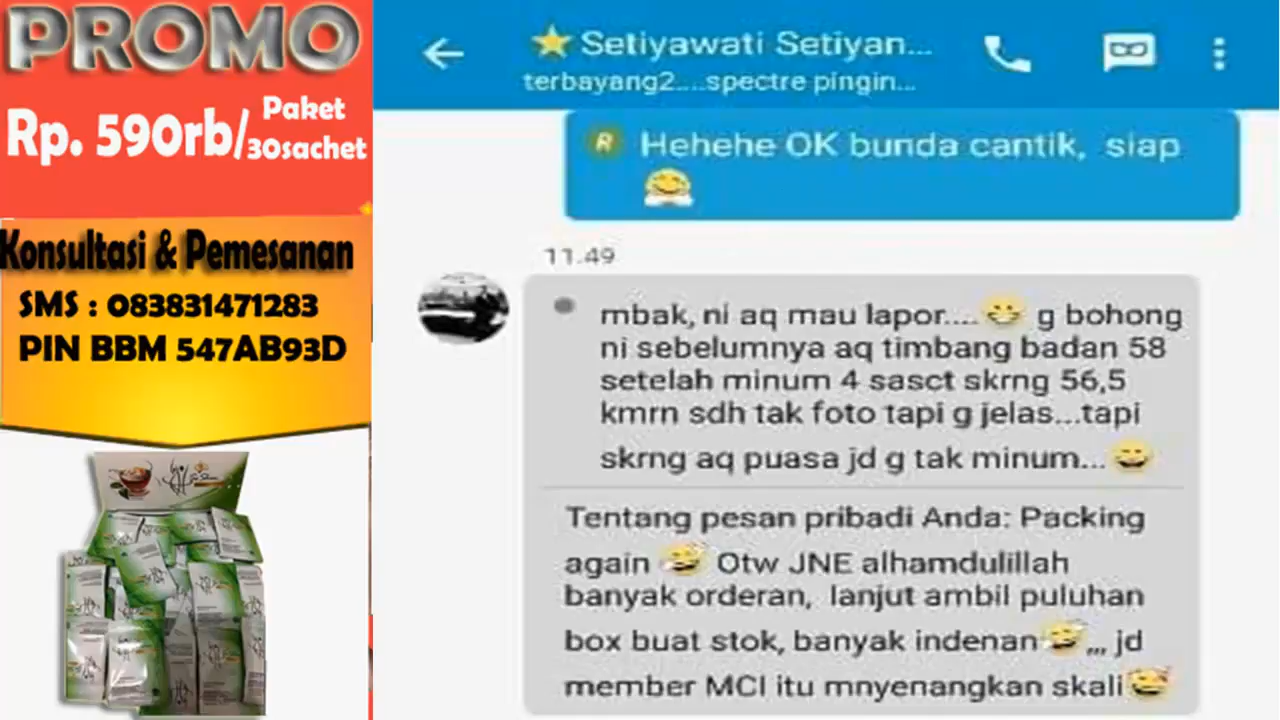 PROMO
Rp. 590rb/
Paket
30sachet
Konsultasi & Pemesanan
SMS : 083831471283
PIN BBM 547AB93D
Setiyawati Setiyan...
terbayang2....spectre pingin...
R Hehehe OK bunda cantik, siap
🤗
11.49
mbak, ni aq mau lapor....😁 g bohong
ni sebelumnya aq timbang badan 58
setelah minum 4 sasct skrng 56,5
kmrn sdh tak foto tapi g jelas...tapi
skrng aq puasa jd g tak minum...😄
Tentang pesan pribadi Anda: Packing
again 😅 Otw JNE alhamdulillah
banyak orderan, lanjut ambil puluhan
box buat stok, banyak indenan😅,,, jd
member MCI itu mnyenangkan skali😅